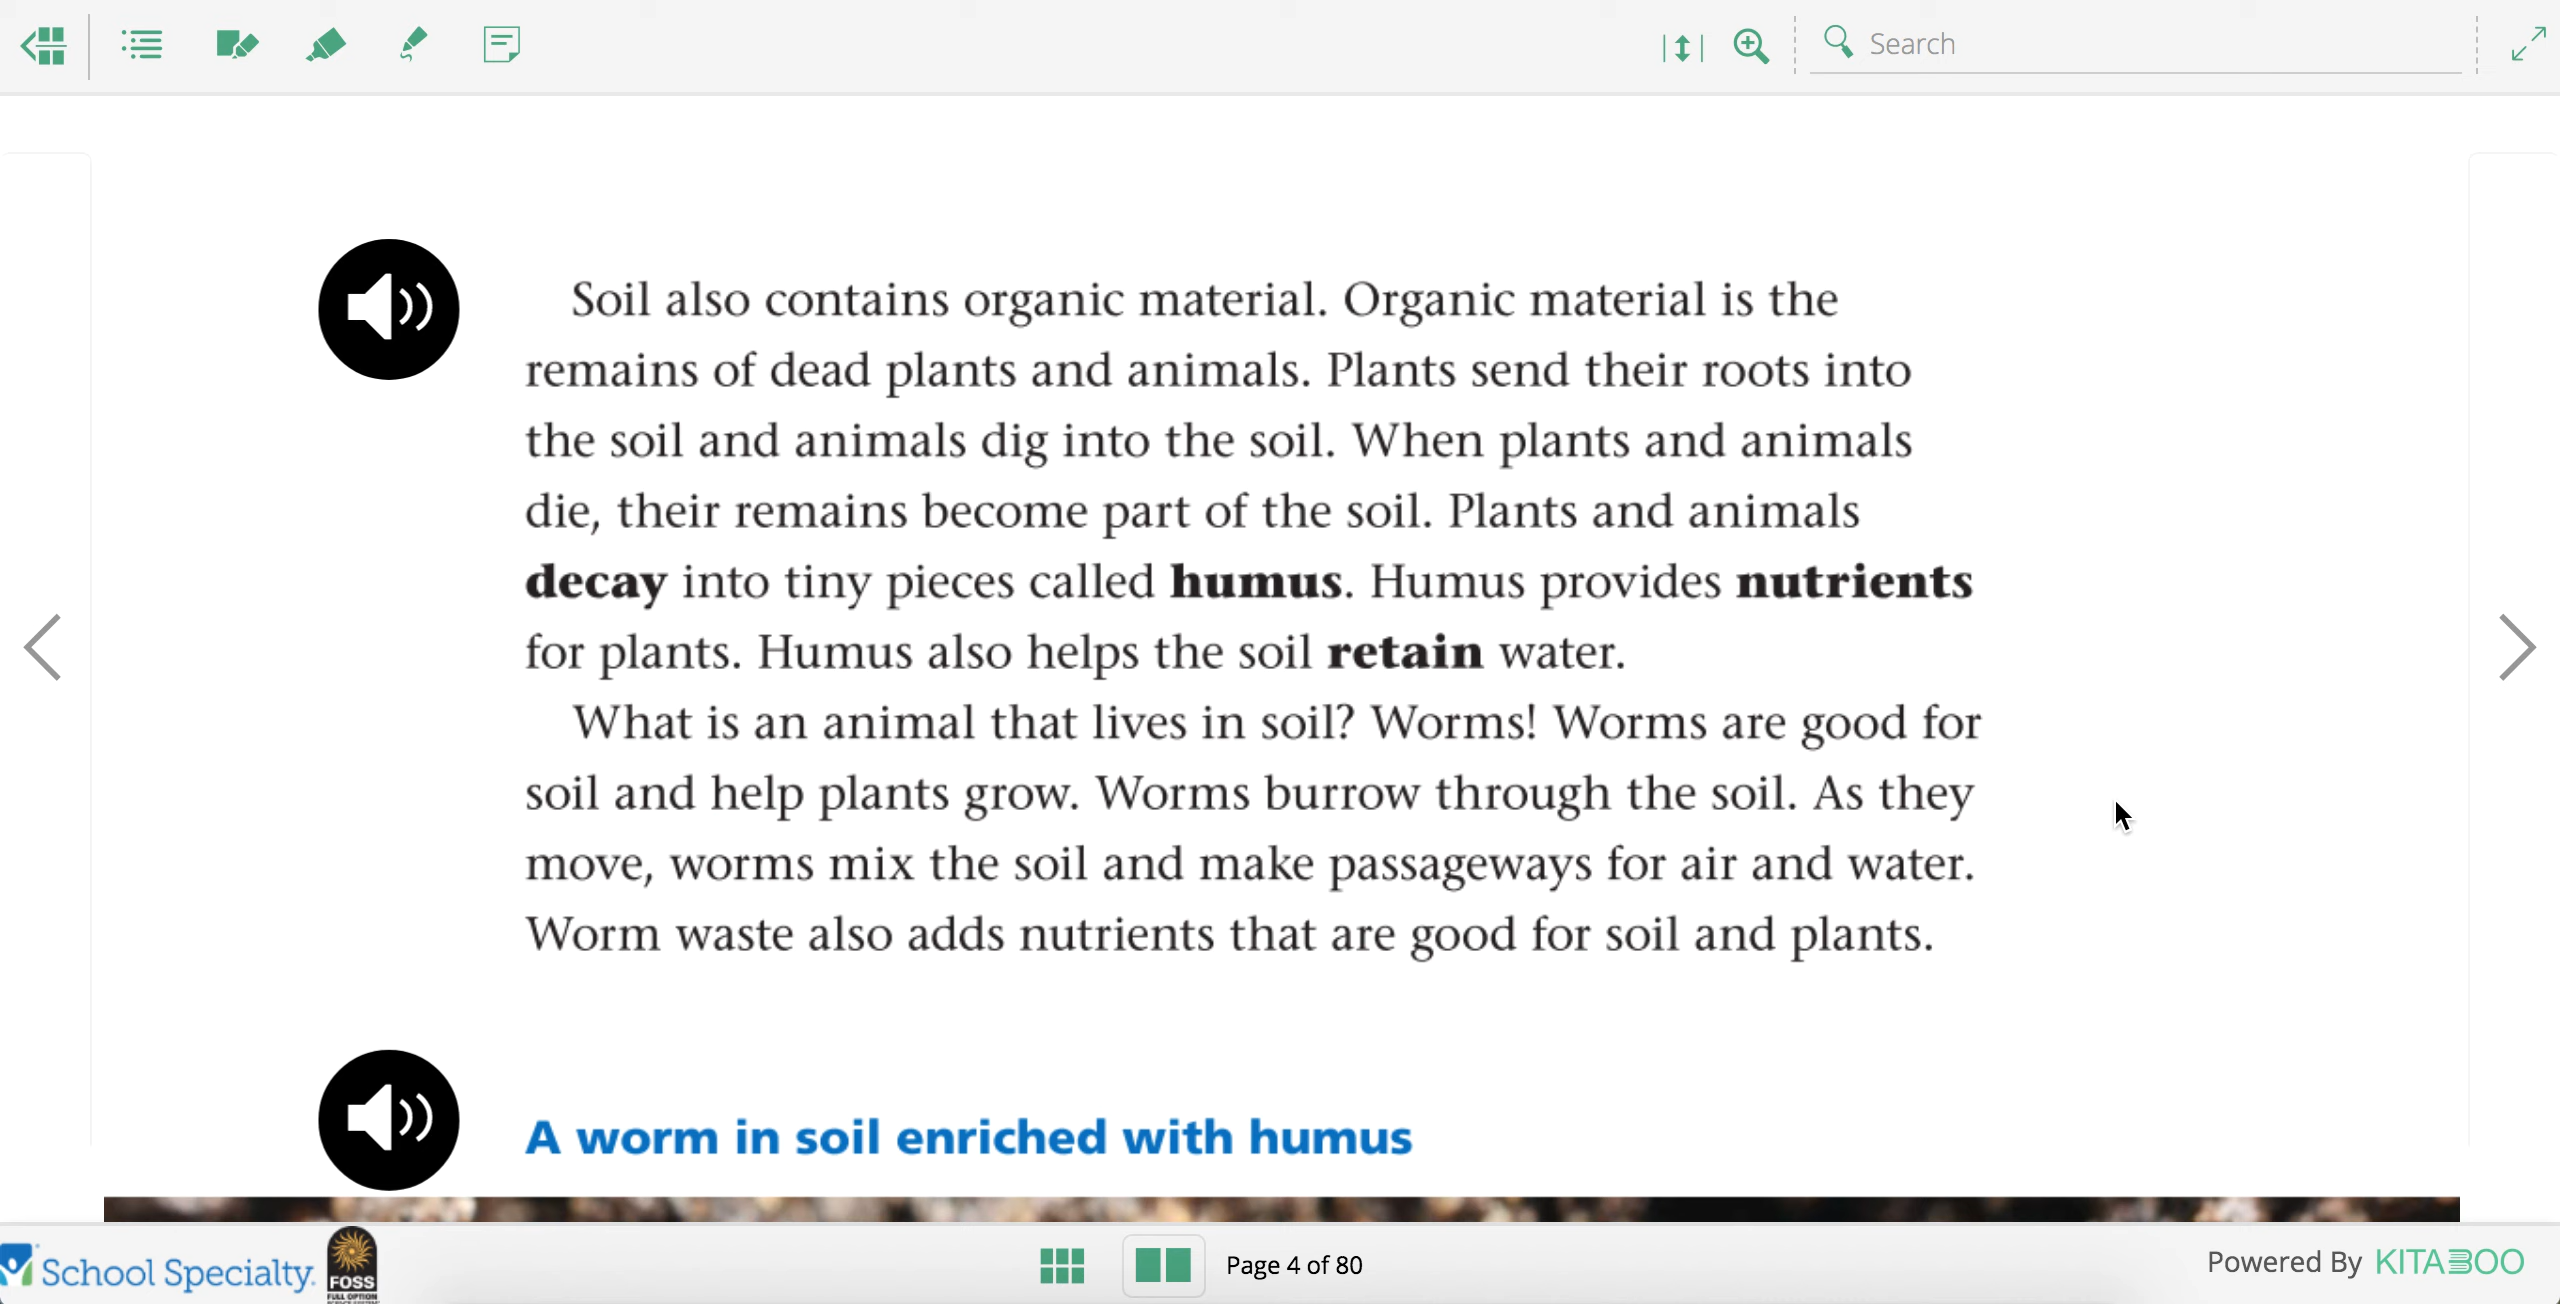 Search
Soil also contains organic material. Organic material is the
remains of dead plants and animals. Plants send their roots into
the soil and animals dig into the soil. When plants and animals
die, their remains become part of the soil. Plants and animals
decay into tiny pieces called humus. Humus provides nutrients
for plants. Humus also helps the soil retain water.
What is an animal that lives in soil? Worms! Worms are good for
soil and help plants grow. Worms burrow through the soil. As they
move, worms mix the soil and make passageways for air and water.
Worm waste also adds nutrients that are good for soil and plants.
A worm in soil enriched with humus
School Specialty.
FOSS
FULL OPTION
Page 4 of 80
Powered By KITABOO